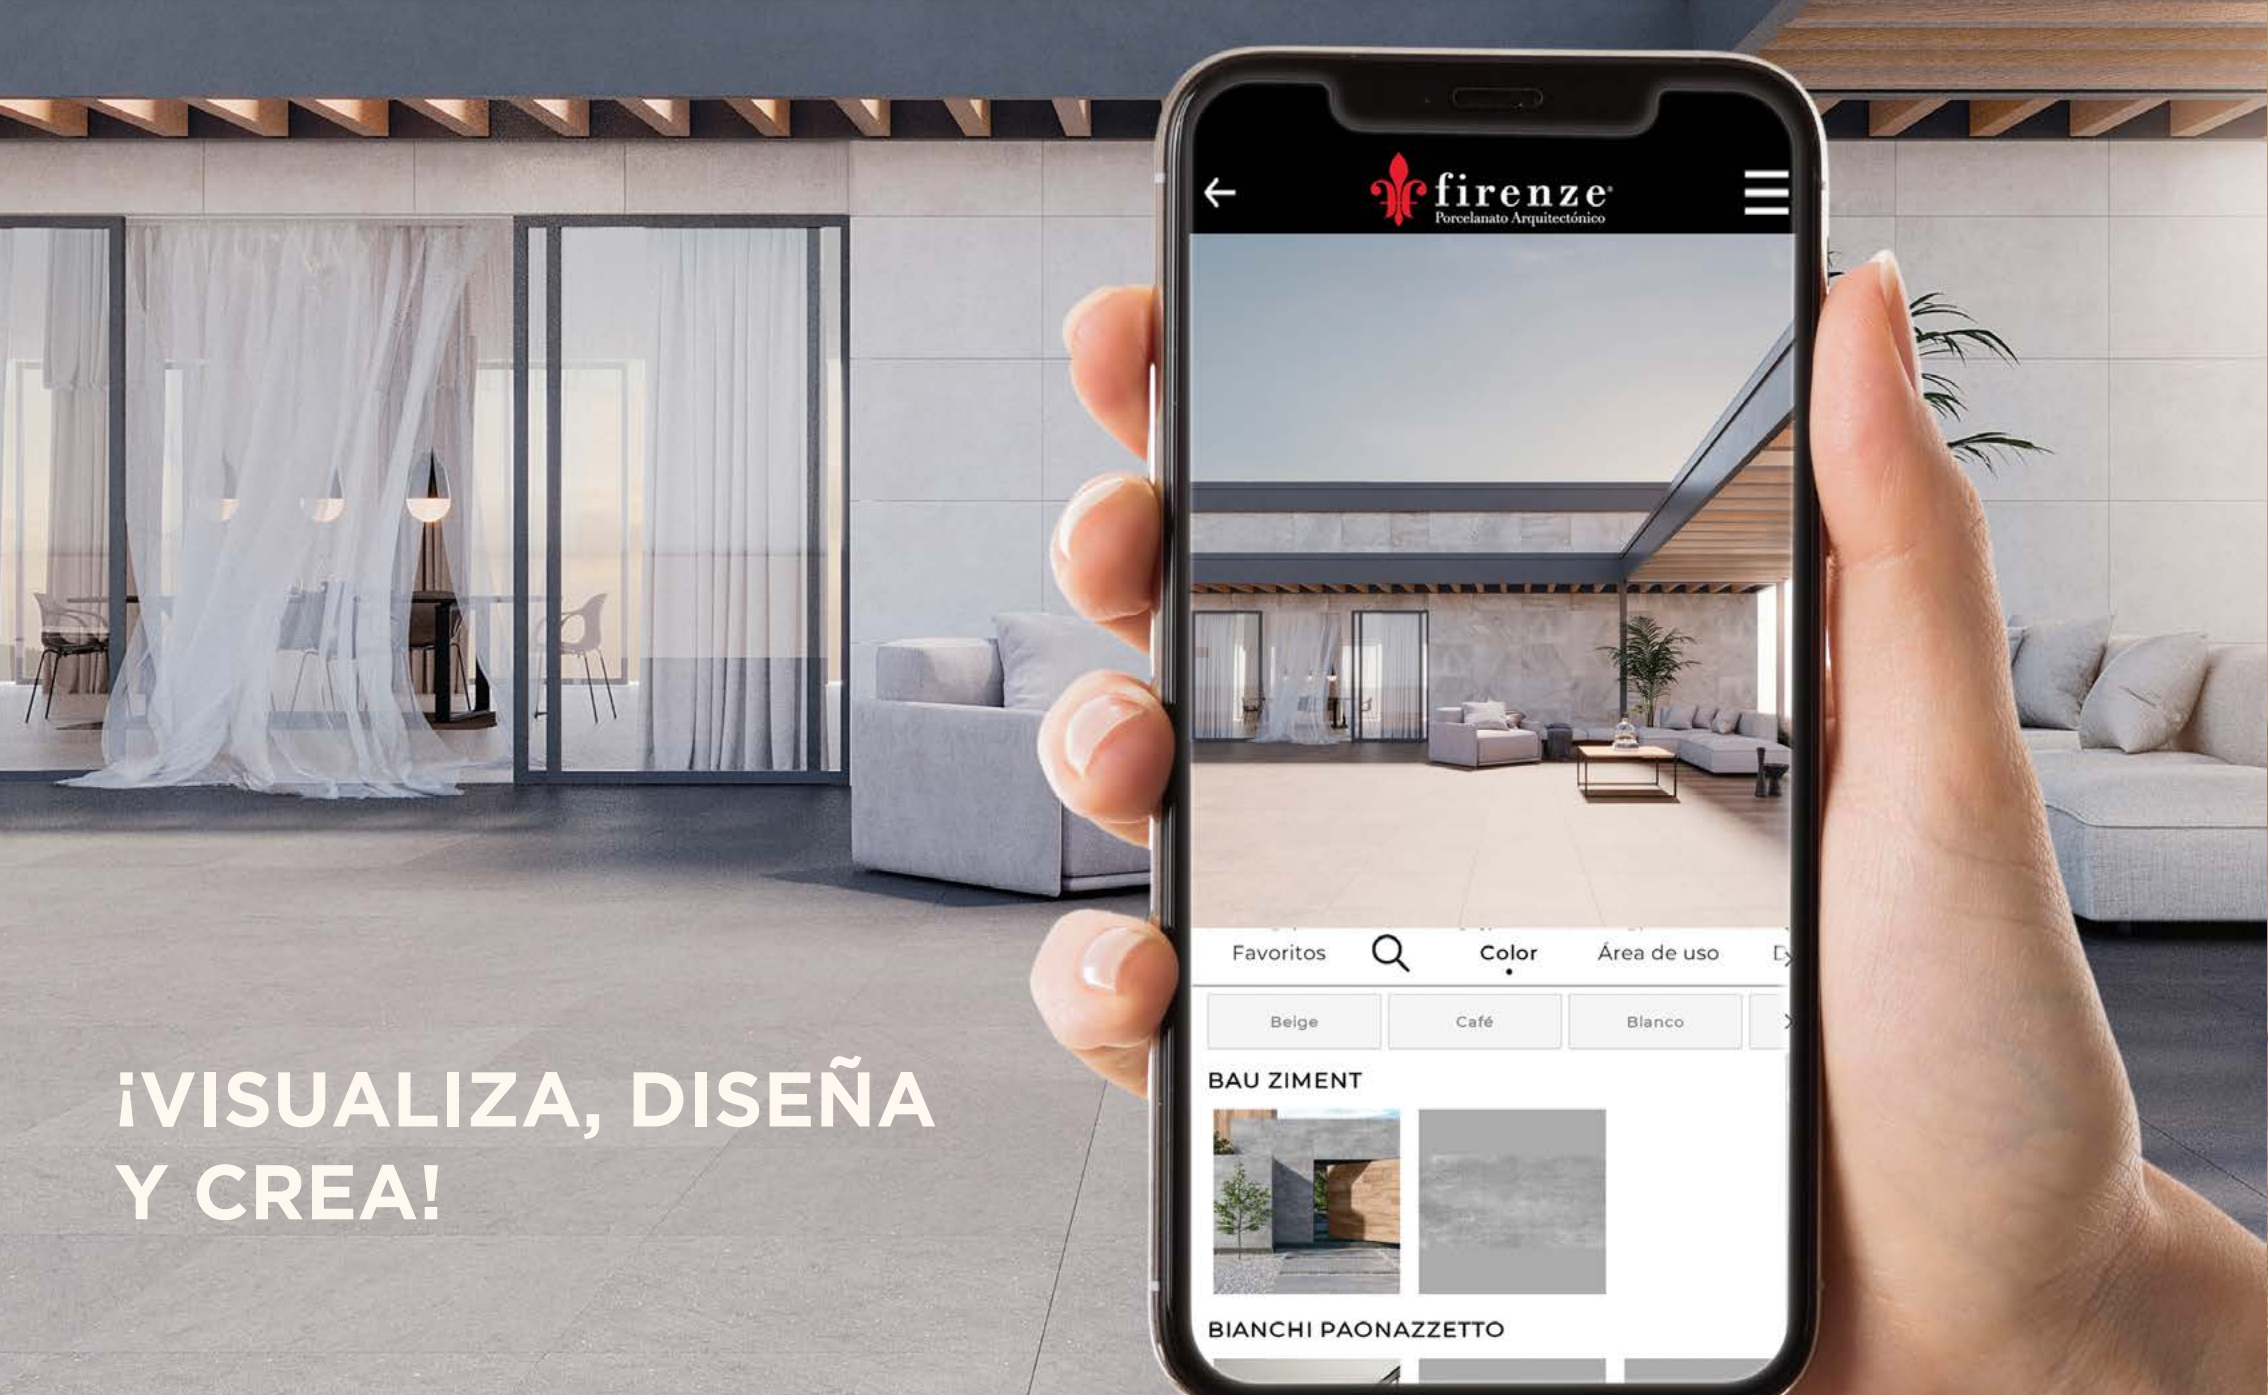 firenze
Porcelanato Arquitectónico
Favoritos Color Área de uso
Beige Café Blanco
BAU ZIMENT
BIANCHI PAONAZZETTO
¡VISUALIZA, DISEÑA
Y CREA!